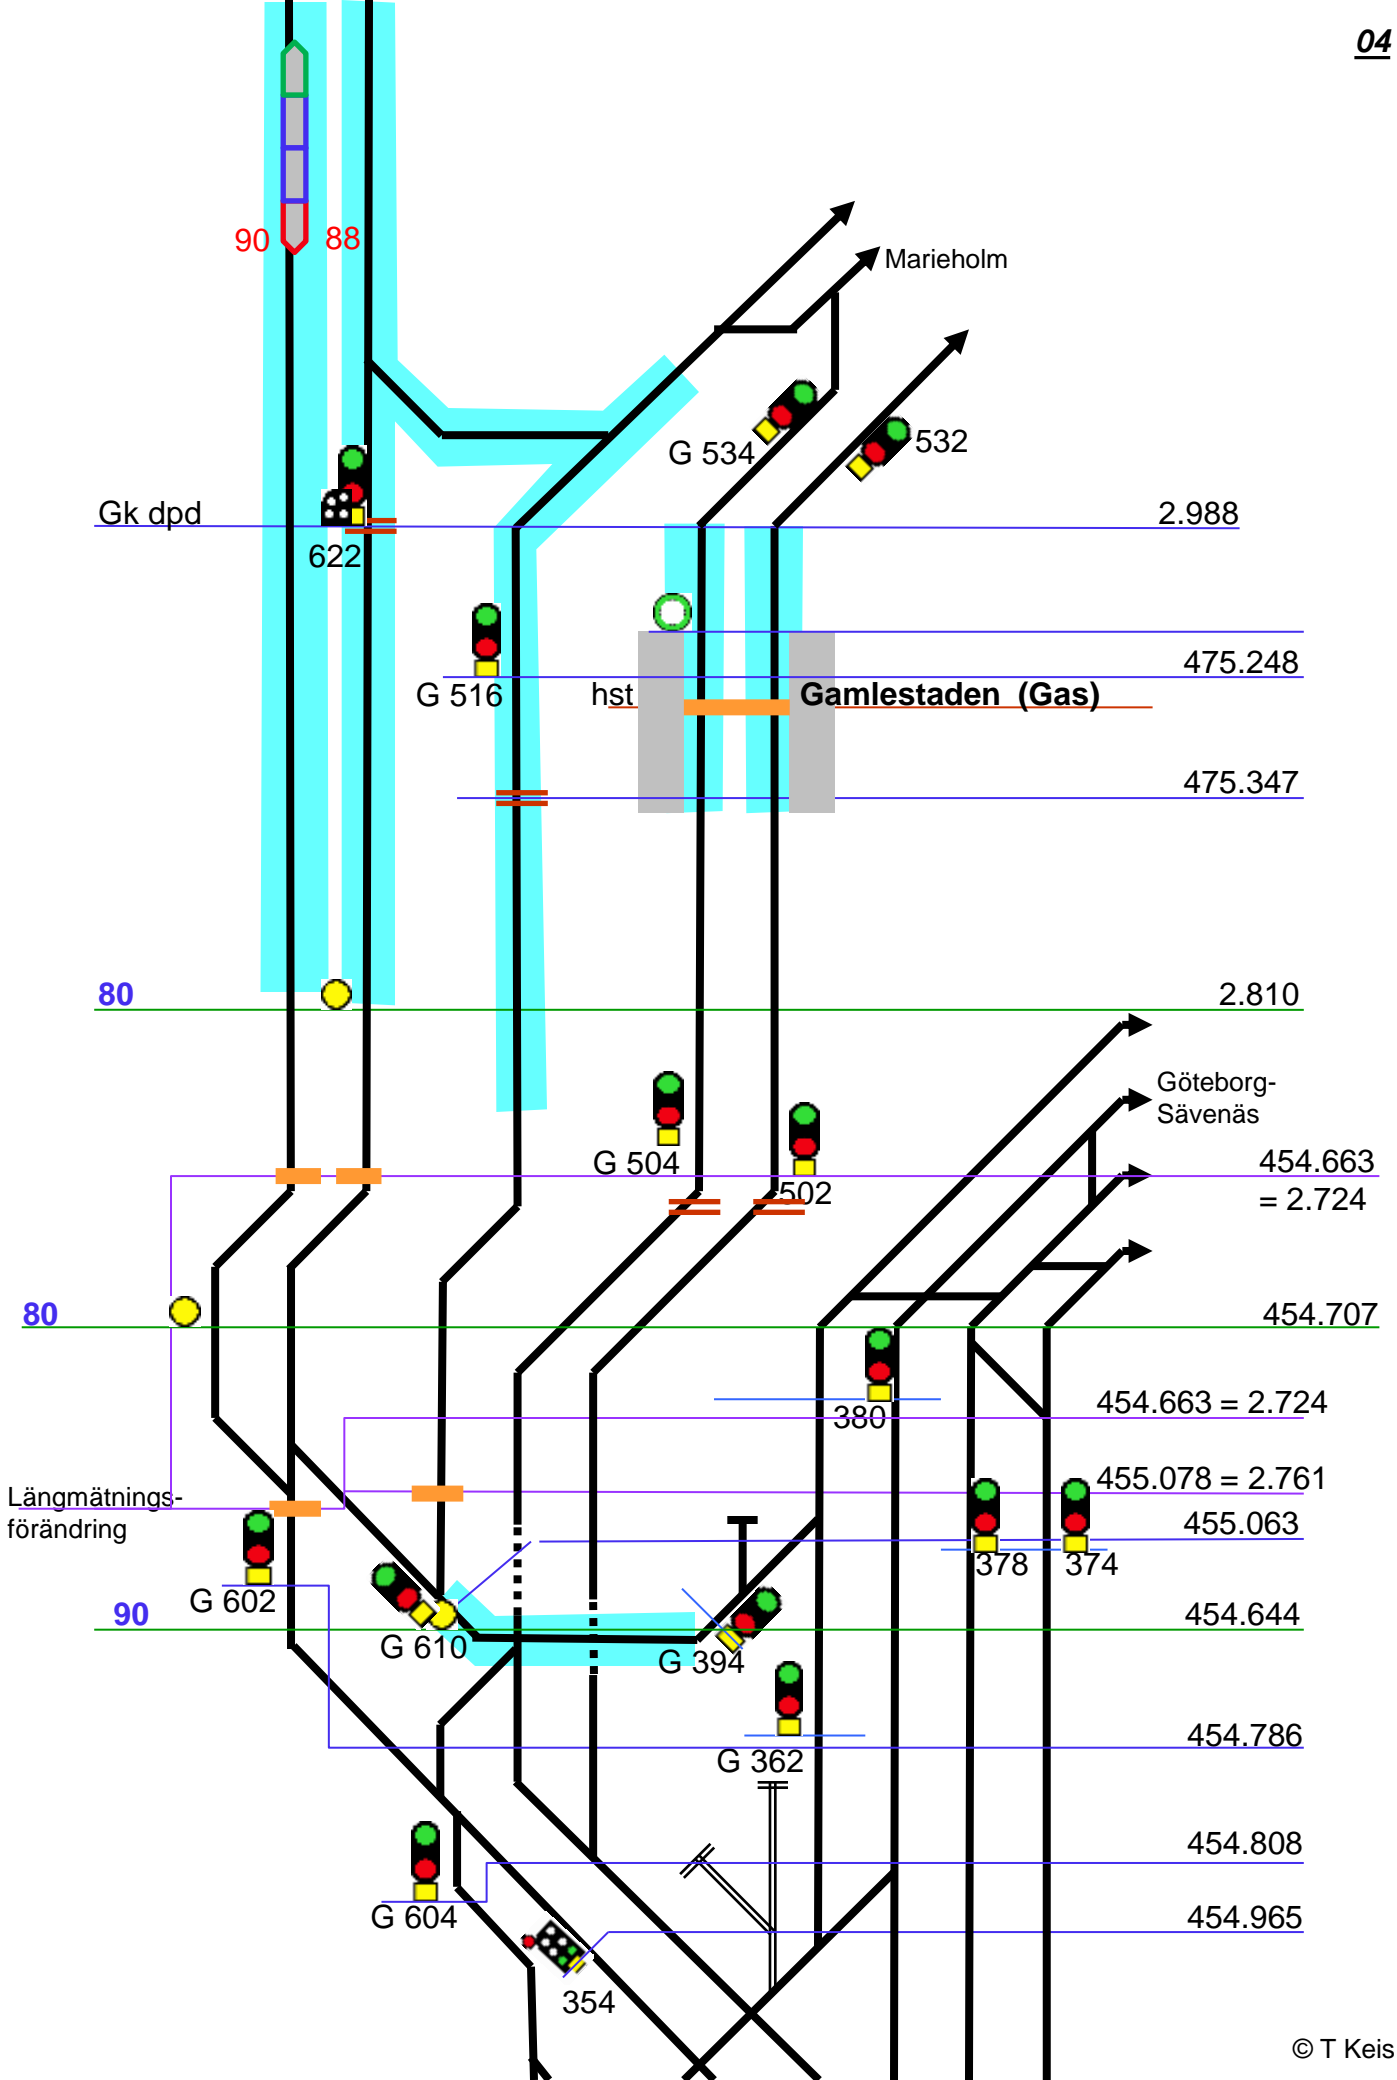 04
90 88
Marieholm
G 534
532
Gk dpd
2.988
622
475.248
G 516
hst
Gamlestaden (Gas)
475.347
80
2.810
Göteborg-
Sävenäs
G 504
502
454.663
= 2.724
80
454.707
380
454.663 = 2.724
455.078 = 2.761
Längmätnings-
förändring
455.063
378
374
G 602
90
454.644
G 610
G 394
454.786
G 362
454.808
G 604
454.965
354
© T Keis